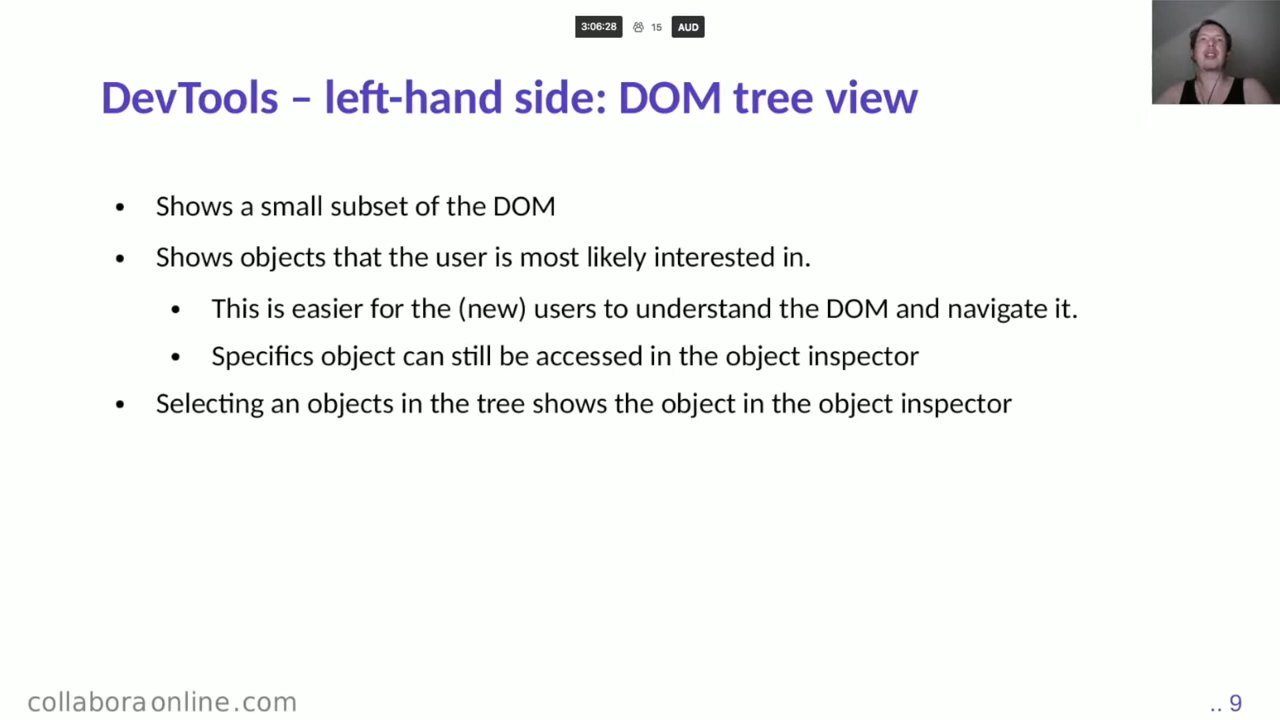 3:06:28 15 AUD
DevTools – left-hand side: DOM tree view
• Shows a small subset of the DOM
• Shows objects that the user is most likely interested in.
• This is easier for the (new) users to understand the DOM and navigate it.
• Specifics object can still be accessed in the object inspector
• Selecting an objects in the tree shows the object in the object inspector
collaboraonline.com
.. 9